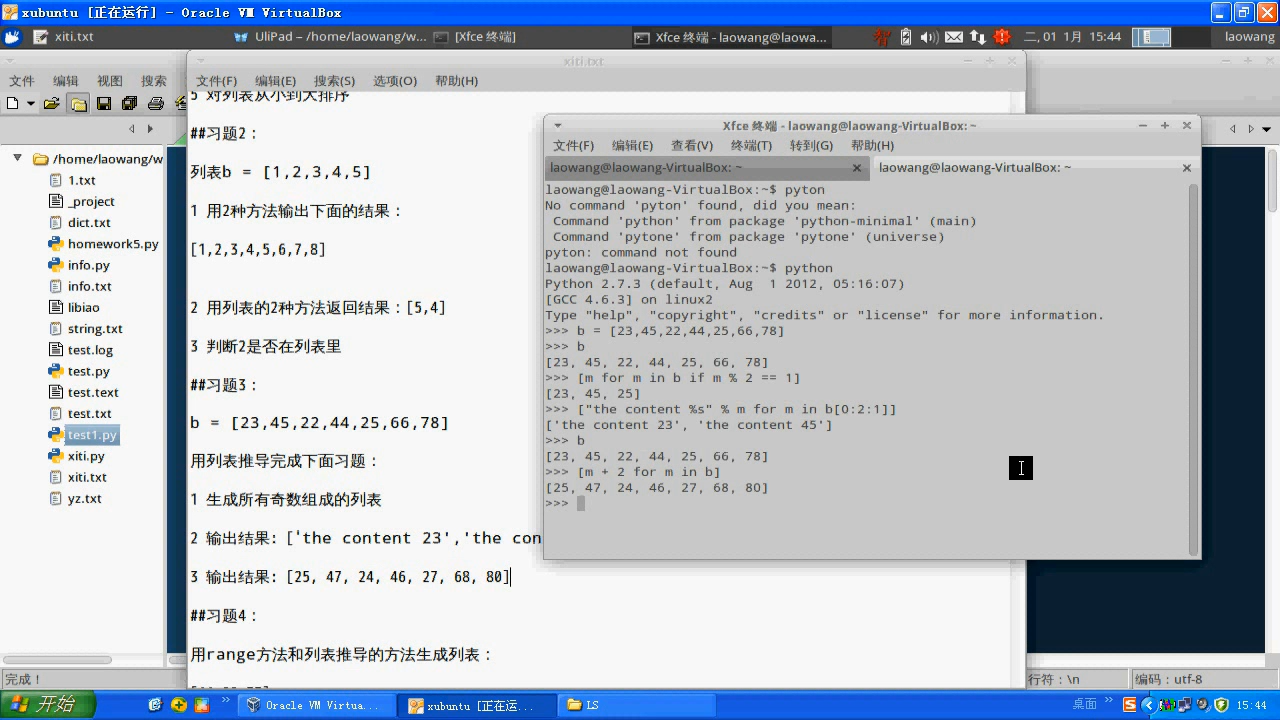 xubuntu [正在运行] - Oracle VM VirtualBox
xiti.txt
UliPad – /home/laowang/w...
[Xfce 终端]
Xfce 终端 - laowang@laowa...
二, 01 1月 15:44
laowang
文件 编辑 视图 搜索
/home/laowang/w
1.txt
_project
dict.txt
homework5.py
info.py
info.txt
libiao
string.txt
test.log
test.py
test.text
test.txt
test1.py
xiti.py
xiti.txt
yz.txt
完成！
行符：\n
编码：utf-8
xiti.txt
文件(F) 编辑(E) 搜索(S) 选项(O) 帮助(H)
5 对列表从小到大排序
##习题2：
列表b = [1,2,3,4,5]
1 用2种方法输出下面的结果：
[1,2,3,4,5,6,7,8]
2 用列表的2种方法返回结果：[5,4]
3 判断2是否在列表里
##习题3：
b = [23,45,22,44,25,66,78]
用列表推导完成下面习题：
1 生成所有奇数组成的列表
2 输出结果: ['the content 23','the con
3 输出结果: [25, 47, 24, 46, 27, 68, 80]
##习题4：
用range方法和列表推导的方法生成列表：
Xfce 终端 - laowang@laowang-VirtualBox: ~
文件(F) 编辑(E) 查看(V) 终端(T) 转到(G) 帮助(H)
laowang@laowang-VirtualBox: ~
laowang@laowang-VirtualBox: ~
laowang@laowang-VirtualBox:~$ pyton
No command 'pyton' found, did you mean:
Command 'python' from package 'python-minimal' (main)
Command 'pytone' from package 'pytone' (universe)
pyton: command not found
laowang@laowang-VirtualBox:~$ python
Python 2.7.3 (default, Aug  1 2012, 05:16:07)
[GCC 4.6.3] on linux2
Type "help", "copyright", "credits" or "license" for more information.
>>> b = [23,45,22,44,25,66,78]
>>> b
[23, 45, 22, 44, 25, 66, 78]
>>> [m for m in b if m % 2 == 1]
[23, 45, 25]
>>> ["the content %s" % m for m in b[0:2:1]]
['the content 23', 'the content 45']
>>> b
[23, 45, 22, 44, 25, 66, 78]
>>> [m + 2 for m in b]
[25, 47, 24, 46, 27, 68, 80]
>>>
开始
Oracle VM Virtua...
xubuntu [正在运...
LS
桌面
15:44